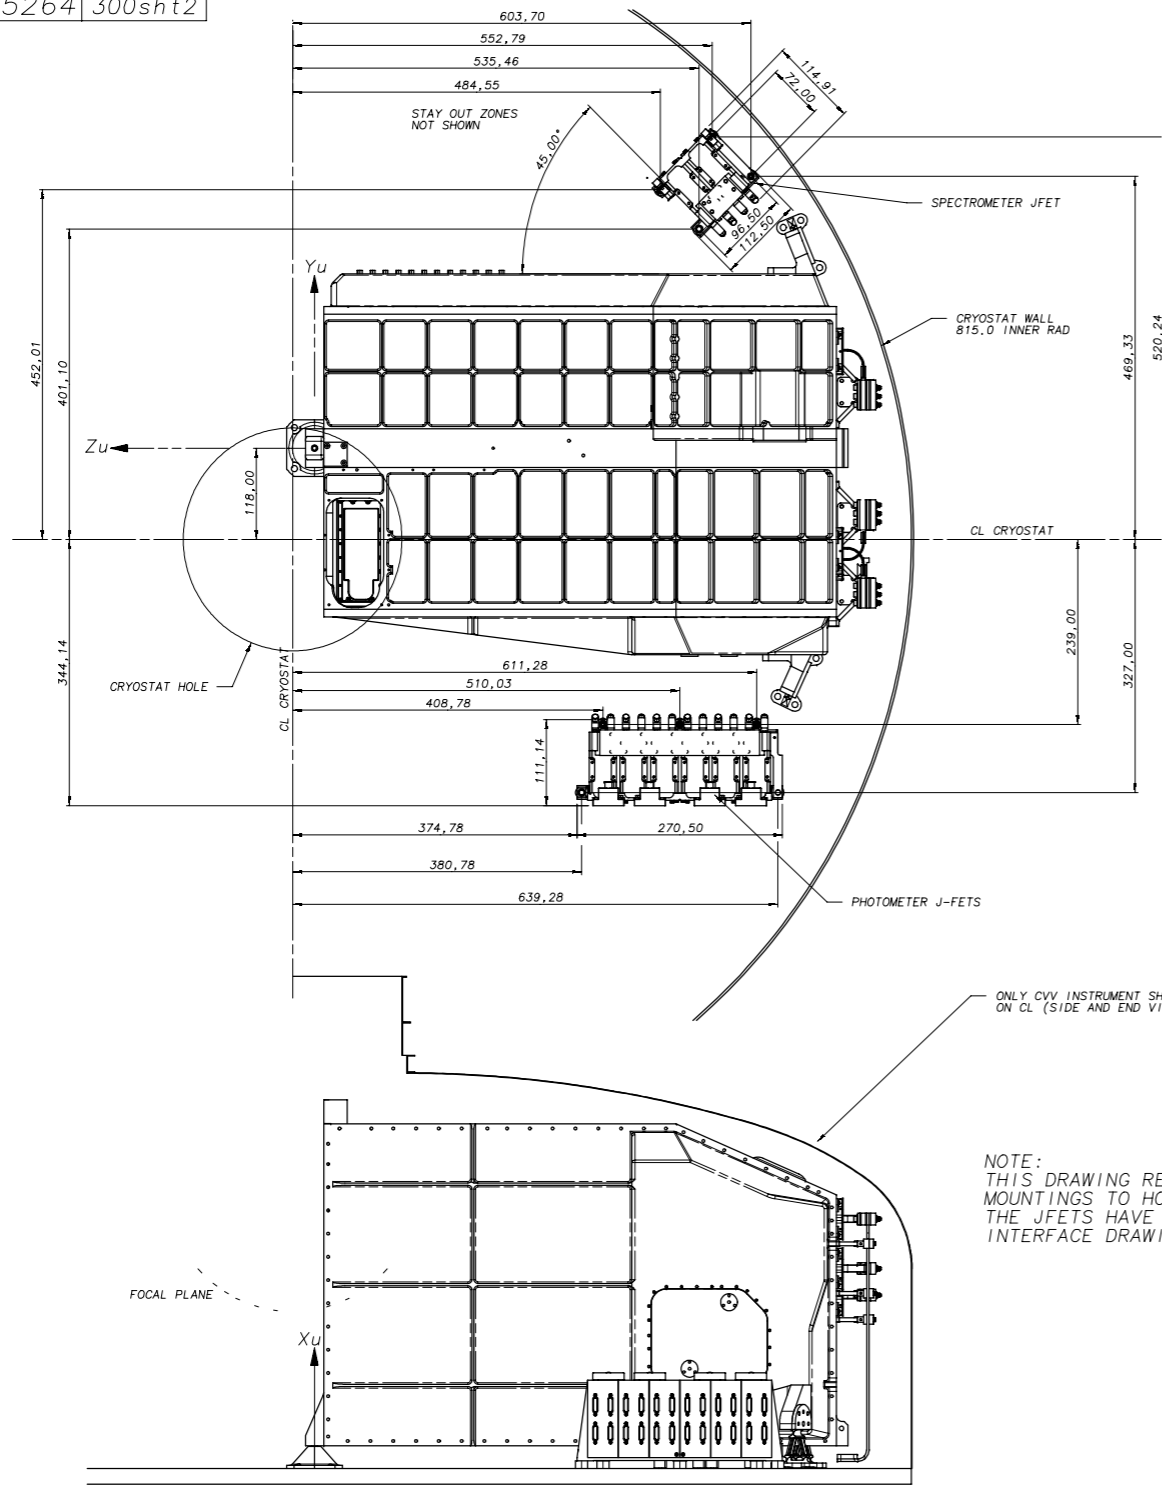 5264 300sht2
603,70
552,79
535,46
484,55
114,91
72,00
STAY OUT ZONES
NOT SHOWN
45,00°
SPECTROMETER JFET
96,50
112,50
Yu
CRYOSTAT WALL
815.0 INNER RAD
452,01
401,10
469,33
520,24
Zu
118,00
CL CRYOSTAT
344,14
CRYOSTAT HOLE
CL CRYOSTAT
611,28
510,03
408,78
239,00
327,00
111,14
374,78
270,50
380,78
639,28
PHOTOMETER J-FETS
ONLY CVV INSTRUMENT SH
ON CL (SIDE AND END VI
NOTE:
THIS DRAWING RE
MOUNTINGS TO HO
THE JFETS HAVE
INTERFACE DRAWI
FOCAL PLANE
Xu